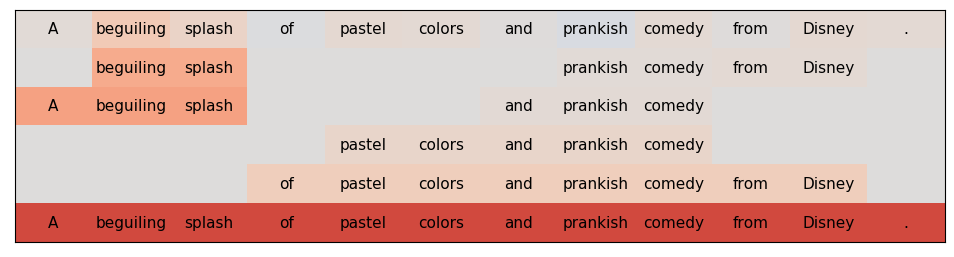 A beguiling splash of pastel colors and prankish comedy from Disney .
beguiling splash prankish comedy from Disney
A beguiling splash and prankish comedy
pastel colors and prankish comedy
of pastel colors and prankish comedy from Disney
A beguiling splash of pastel colors and prankish comedy from Disney .